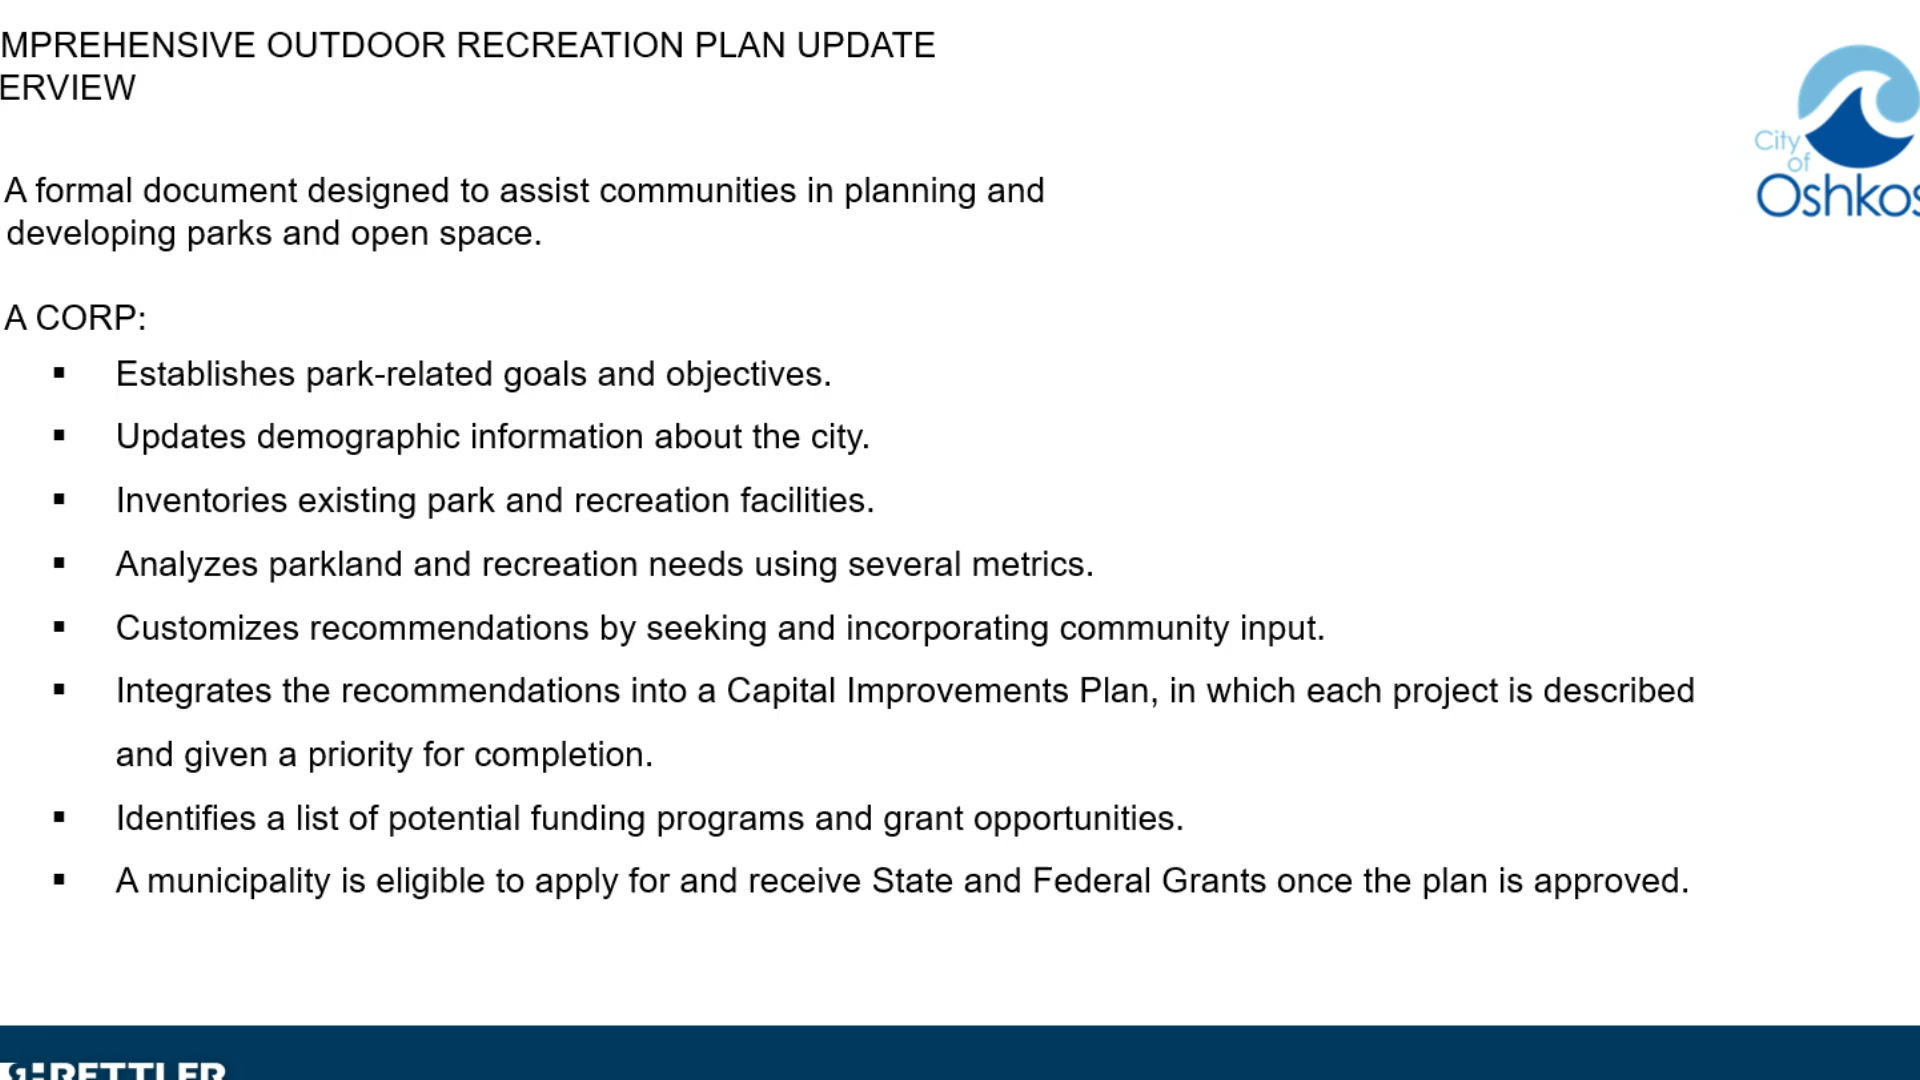 MPREHENSIVE OUTDOOR RECREATION PLAN UPDATE
ERVIEW
City
of
Oshkos
A formal document designed to assist communities in planning and
developing parks and open space.
A CORP:
▪ Establishes park-related goals and objectives.
▪ Updates demographic information about the city.
▪ Inventories existing park and recreation facilities.
▪ Analyzes parkland and recreation needs using several metrics.
▪ Customizes recommendations by seeking and incorporating community input.
▪ Integrates the recommendations into a Capital Improvements Plan, in which each project is described
and given a priority for completion.
▪ Identifies a list of potential funding programs and grant opportunities.
▪ A municipality is eligible to apply for and receive State and Federal Grants once the plan is approved.
RETTLER